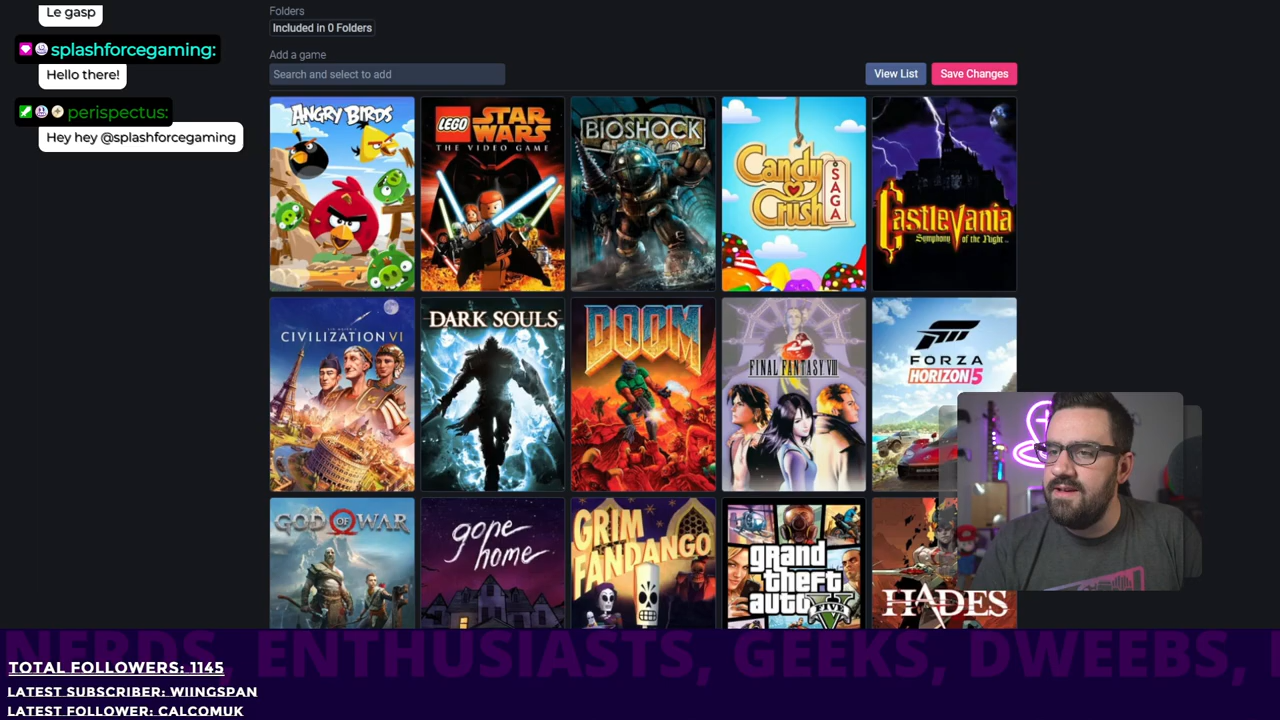 Le gasp
splashforcegaming:
Hello there!
perispectus:
Hey hey @splashforcegaming
Folders
Included in 0 Folders
Add a game
Search and select to add
View List
Save Changes
ANGRY BIRDS
LEGO STAR WARS
THE VIDEO GAME
BIOSHOCK
Candy Crush SAGA
Castlevania
Symphony of the Night
SID MEIER'S
CIVILIZATION VI
DARK SOULS
DOOM
FINAL FANTASY VIII
FORZA
HORIZON 5
GOD OF WAR
gone home
GRIM FANDANGO
grand theft auto V
FIVE
HADES
NERDS, ENTHUSIASTS, GEEKS, DWEEBS,
TOTAL FOLLOWERS: 1145
LATEST SUBSCRIBER: WIINGSPAN
LATEST FOLLOWER: CALCOMUK